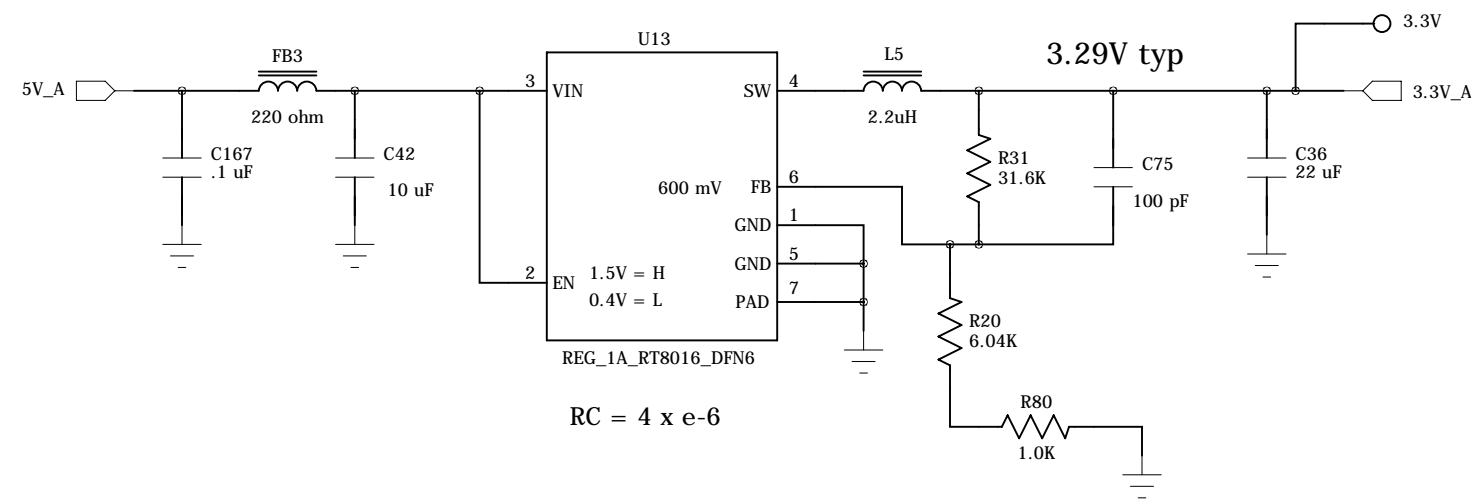 3.3V
U13
FB3
L5
3.29V typ
5V_A
3
VIN
SW
4
3.3V_A
220 ohm
2.2uH
C167
.1 uF
C42
10 uF
R31
31.6K
C75
100 pF
C36
22 uF
600 mV
FB
6
GND
1
GND
5
2
EN
1.5V = H
0.4V = L
PAD
7
R20
6.04K
REG_1A_RT8016_DFN6
RC = 4 x e-6
R80
1.0K